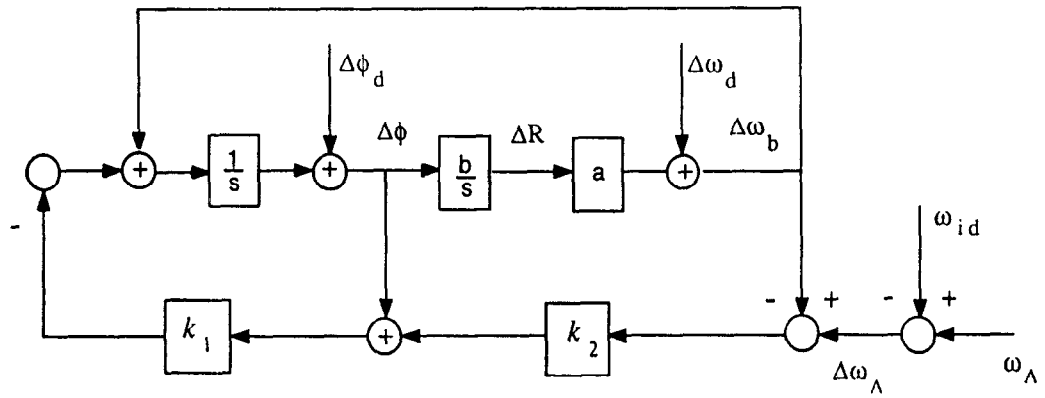 Δϕ_d
Δω_d
Δϕ
ΔR
Δω_b
+
1/s
+
b/s
a
+
-
ω_id
-
+
-
+
k_1
+
k_2
Δω_Λ
ω_Λ